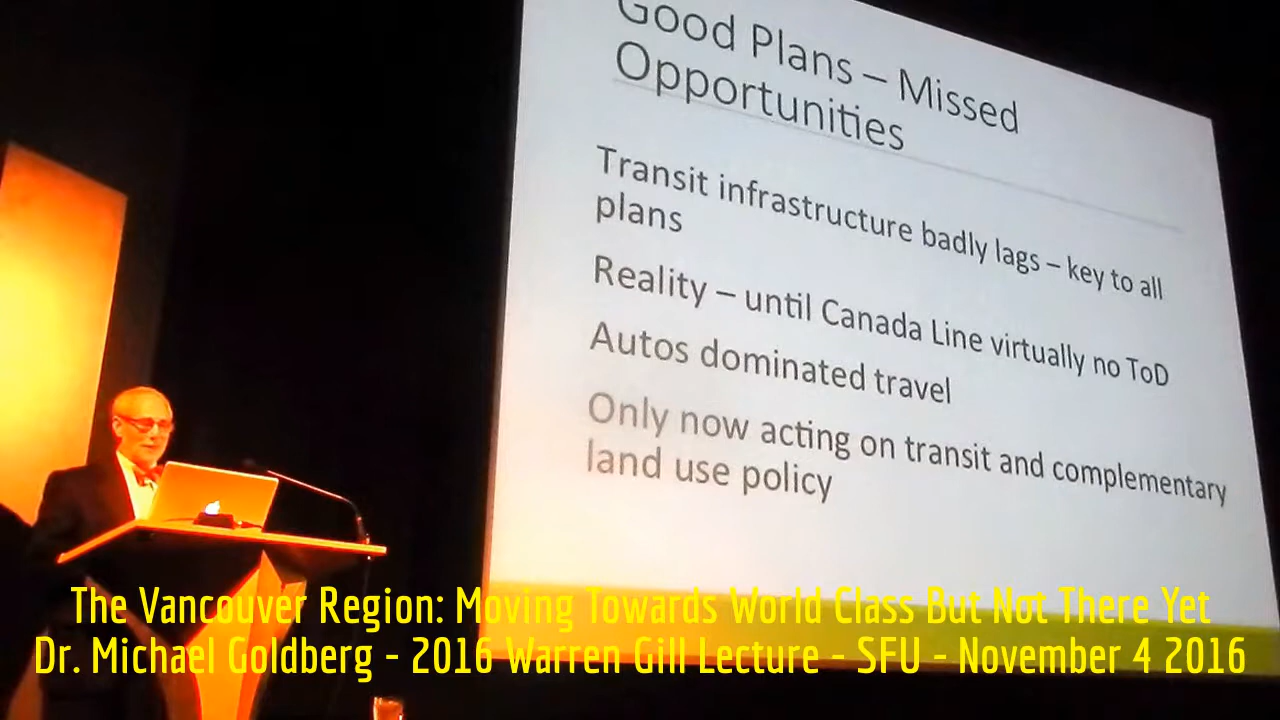 Good Plans – Missed
Opportunities
Transit infrastructure badly lags – key to all
plans
Reality – until Canada Line virtually no ToD
Autos dominated travel
Only now acting on transit and complementary
land use policy
The Vancouver Region: Moving Towards World Class But Not There Yet
Dr. Michael Goldberg - 2016 Warren Gill Lecture - SFU - November 4 2016